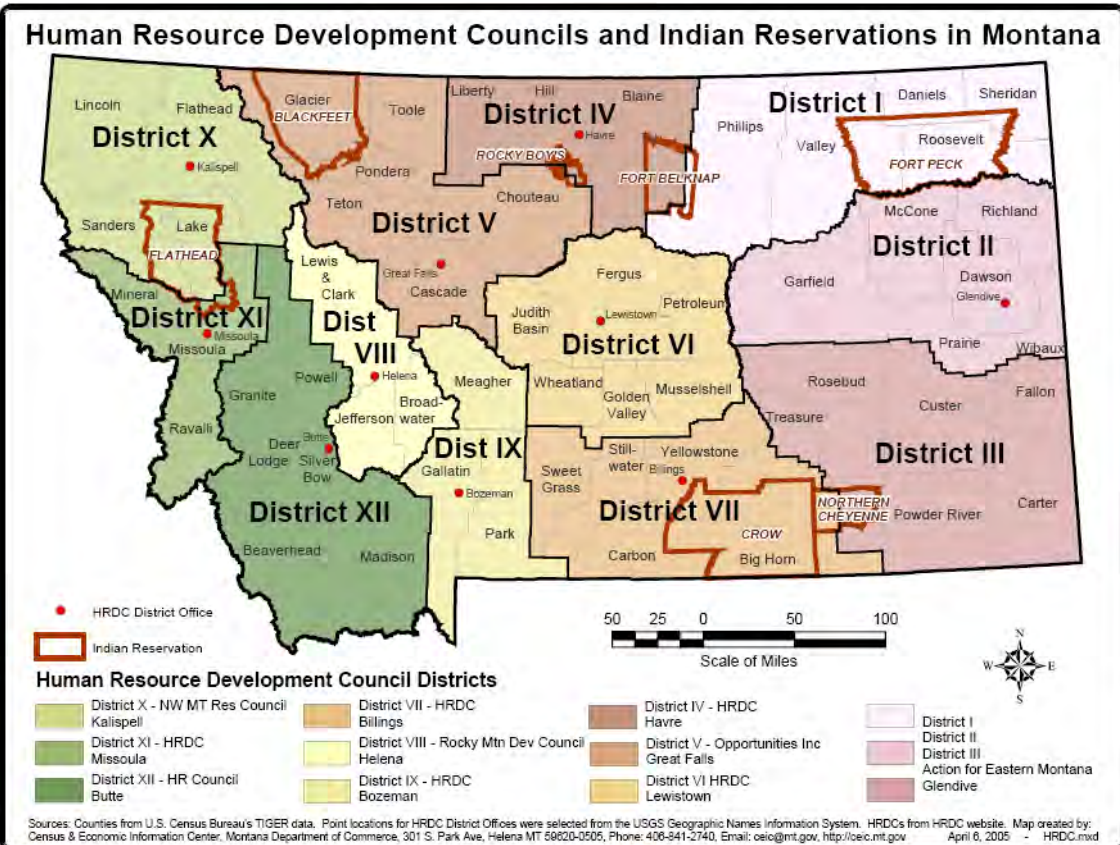 Human Resource Development Councils and Indian Reservations in Montana
Lincoln
Flathead
District X
Kalispell
Sanders
Lake
FLATHEAD
Glacier
BLACKFEET
Toole
Pondera
Teton
Chouteau
District V
Great Falls
Cascade
Liberty
Hill
Blaine
District IV
Havre
ROCKY BOY'S
FORT BELKNAP
District I
Daniels
Sheridan
Phillips
Valley
Roosevelt
FORT PECK
McCone
Richland
District II
Garfield
Dawson
Glendive
Prairie
Wibaux
Mineral
District XI
Missoula
Missoula
Ravalli
Lewis
&
Clark
Dist
VIII
Helena
Jefferson
Broad-
water
Fergus
Judith
Basin
Lewistown
Petroleum
District VI
Wheatland
Golden
Valley
Musselshell
Meagher
Dist IX
Gallatin
Bozeman
Park
Powell
Granite
Deer
Lodge
Butte
Silver
Bow
District XII
Beaverhead
Madison
Sweet
Grass
Still-
water
Yellowstone
Billings
District VII
Carbon
CROW
Big Horn
NORTHERN
CHEYENNE
Rosebud
Treasure
Custer
Fallon
District III
Powder River
Carter
HRDC District Office
Indian Reservation
50 25 0 50 100
Scale of Miles
N
W E
S
Human Resource Development Council Districts
District X - NW MT Res Council
Kalispell
District XI - HRDC
Missoula
District XII - HR Council
Butte
District VII - HRDC
Billings
District VIII - Rocky Mtn Dev Council
Helena
District IX - HRDC
Bozeman
District IV - HRDC
Havre
District V - Opportunities Inc
Great Falls
District VI HRDC
Lewistown
District I
District II
District III
Action for Eastern Montana
Glendive
Sources: Counties from U.S. Census Bureau's TIGER data. Point locations for HRDC District Offices were selected from the USGS Geographic Names Information System. HRDCs from HRDC website. Map created by:
Census & Economic Information Center, Montana Department of Commerce, 301 S. Park Ave, Helena MT 59620-0505, Phone: 406-841-2740, Email: ceic@mt.gov, http://ceic.mt.gov April 6, 2005 - HRDC.mxd